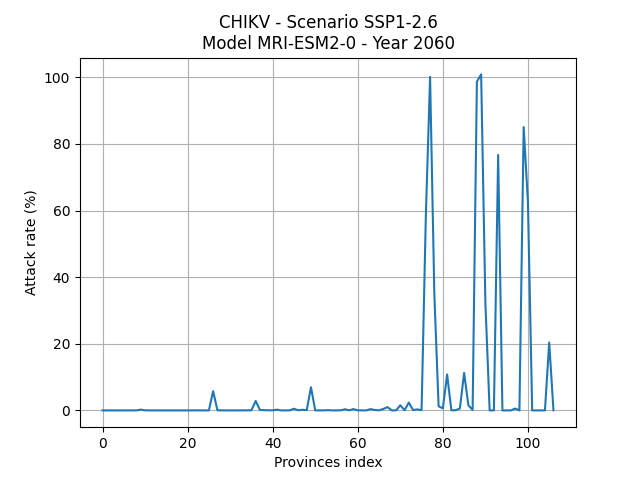 CHIKV - Scenario SSP1-2.6
Model MRI-ESM2-0 - Year 2060
100
80
60
40
20
0
Attack rate (%)
0 20 40 60 80 100
Provinces index